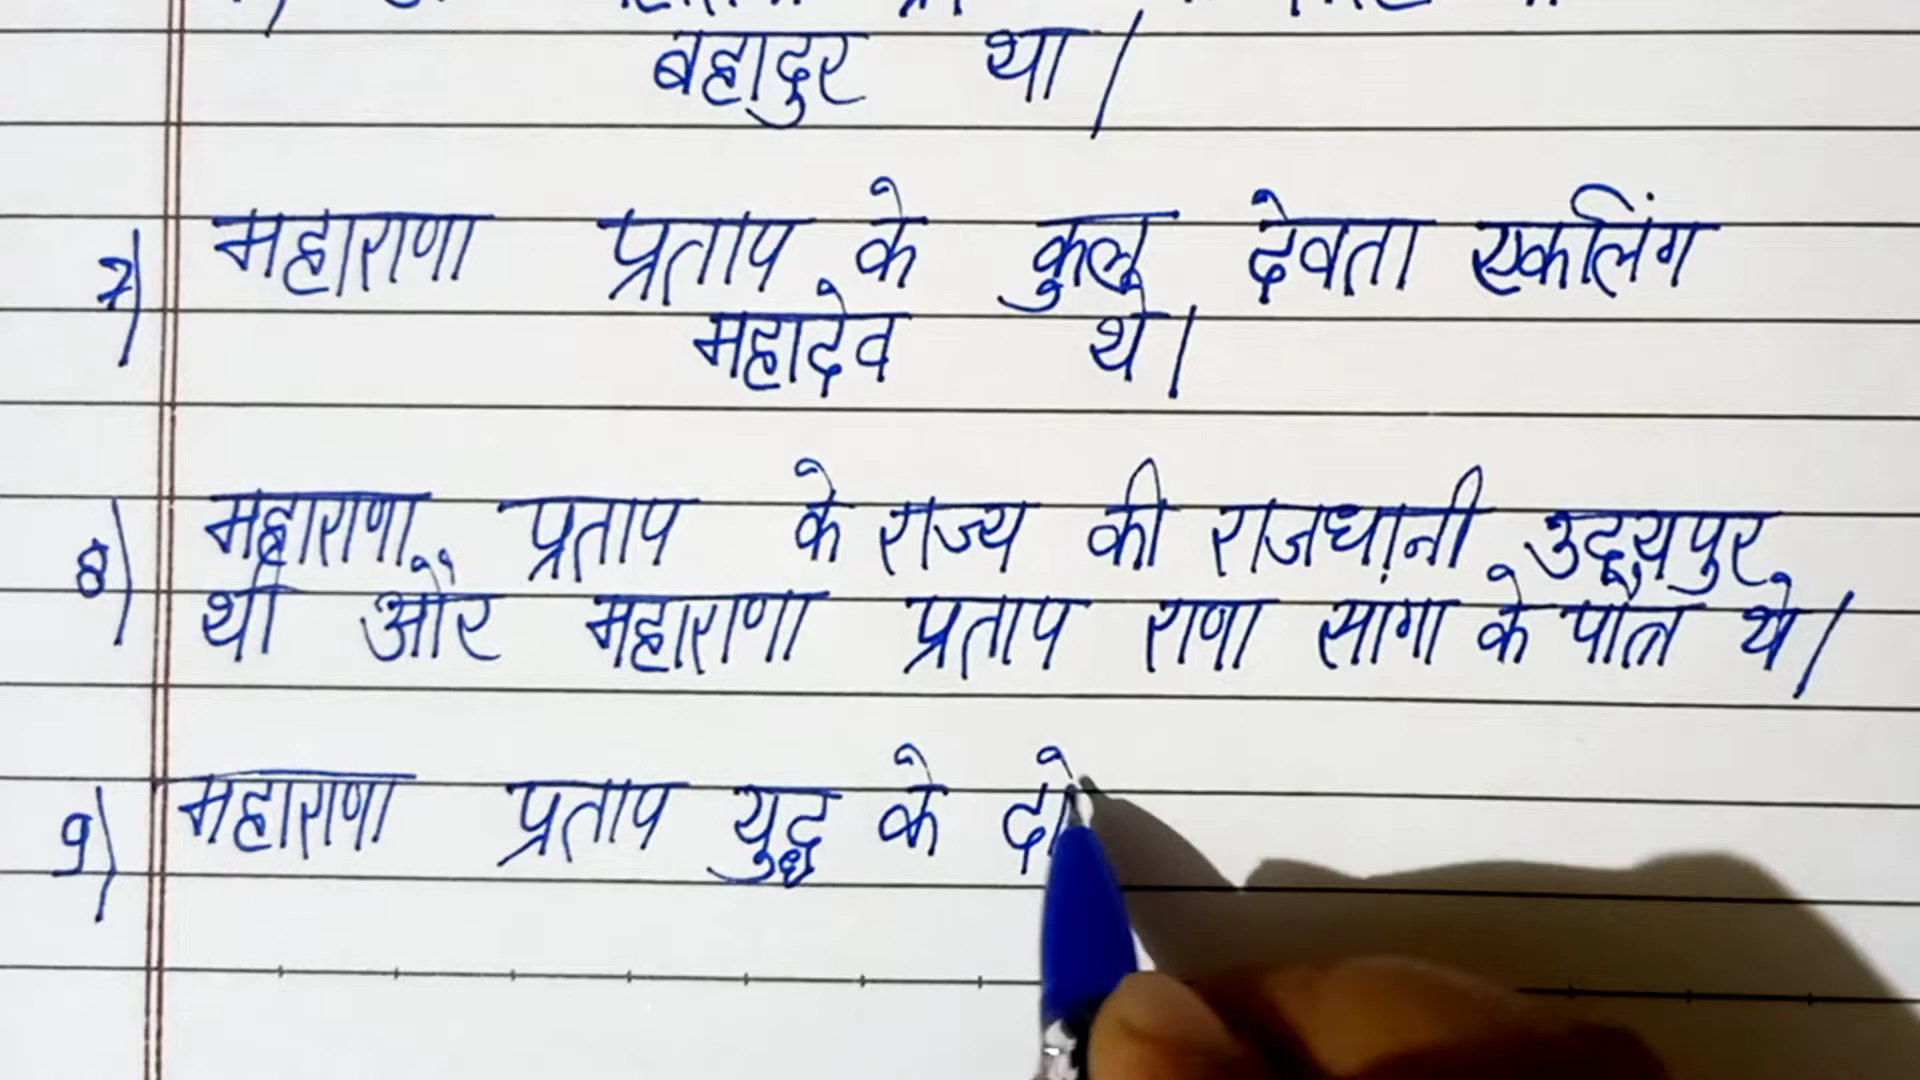 बहादुर था।
7) महाराणा प्रताप के कुल देवता एकलिंग
महादेव थे।
8) महाराणा प्रताप के राज्य की राजधानी उदयपुर
थी और महाराणा प्रताप राणा सांगा के पौत्र थे।
9) महाराणा प्रताप युद्ध के दो